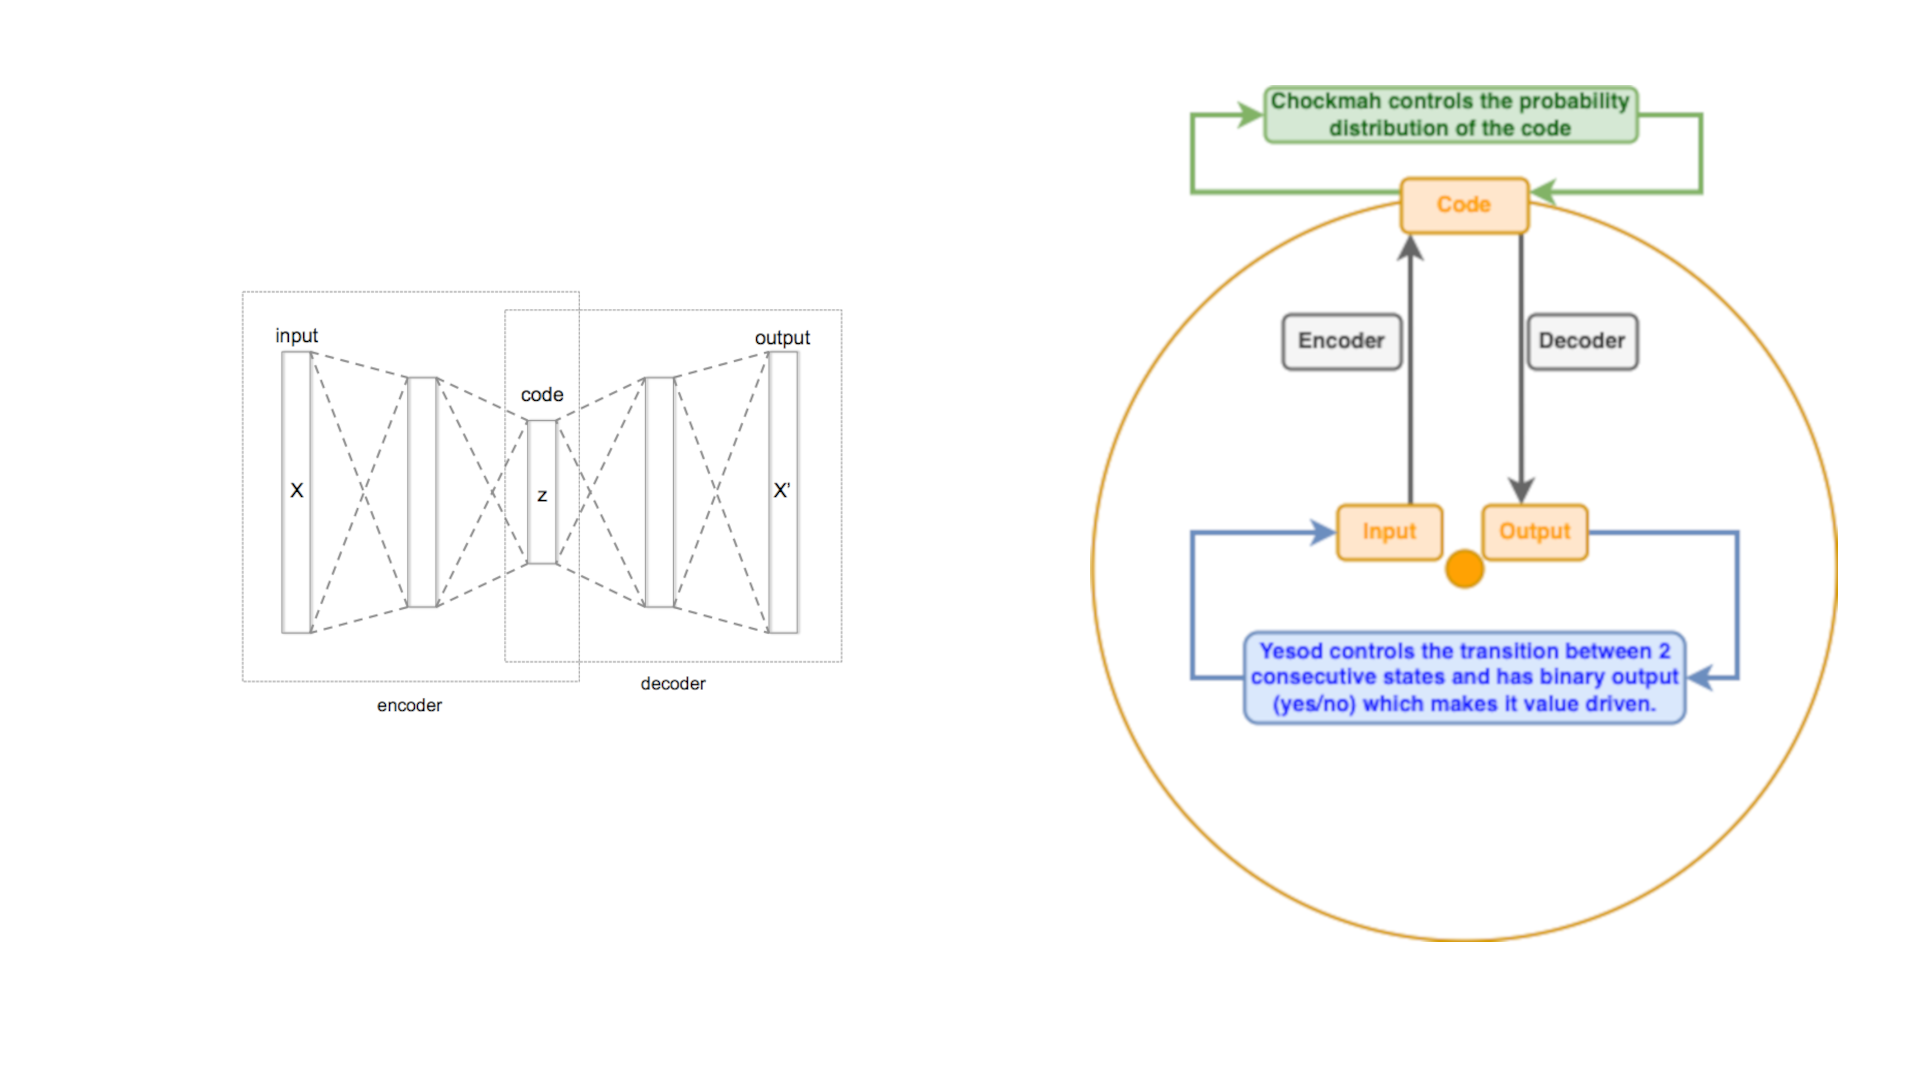 input
output
code
X
z
X'
encoder
decoder
Chockmah controls the probability
distribution of the code
Code
Encoder
Decoder
Input
Output
Yesod controls the transition between 2
consecutive states and has binary output
(yes/no) which makes it value driven.